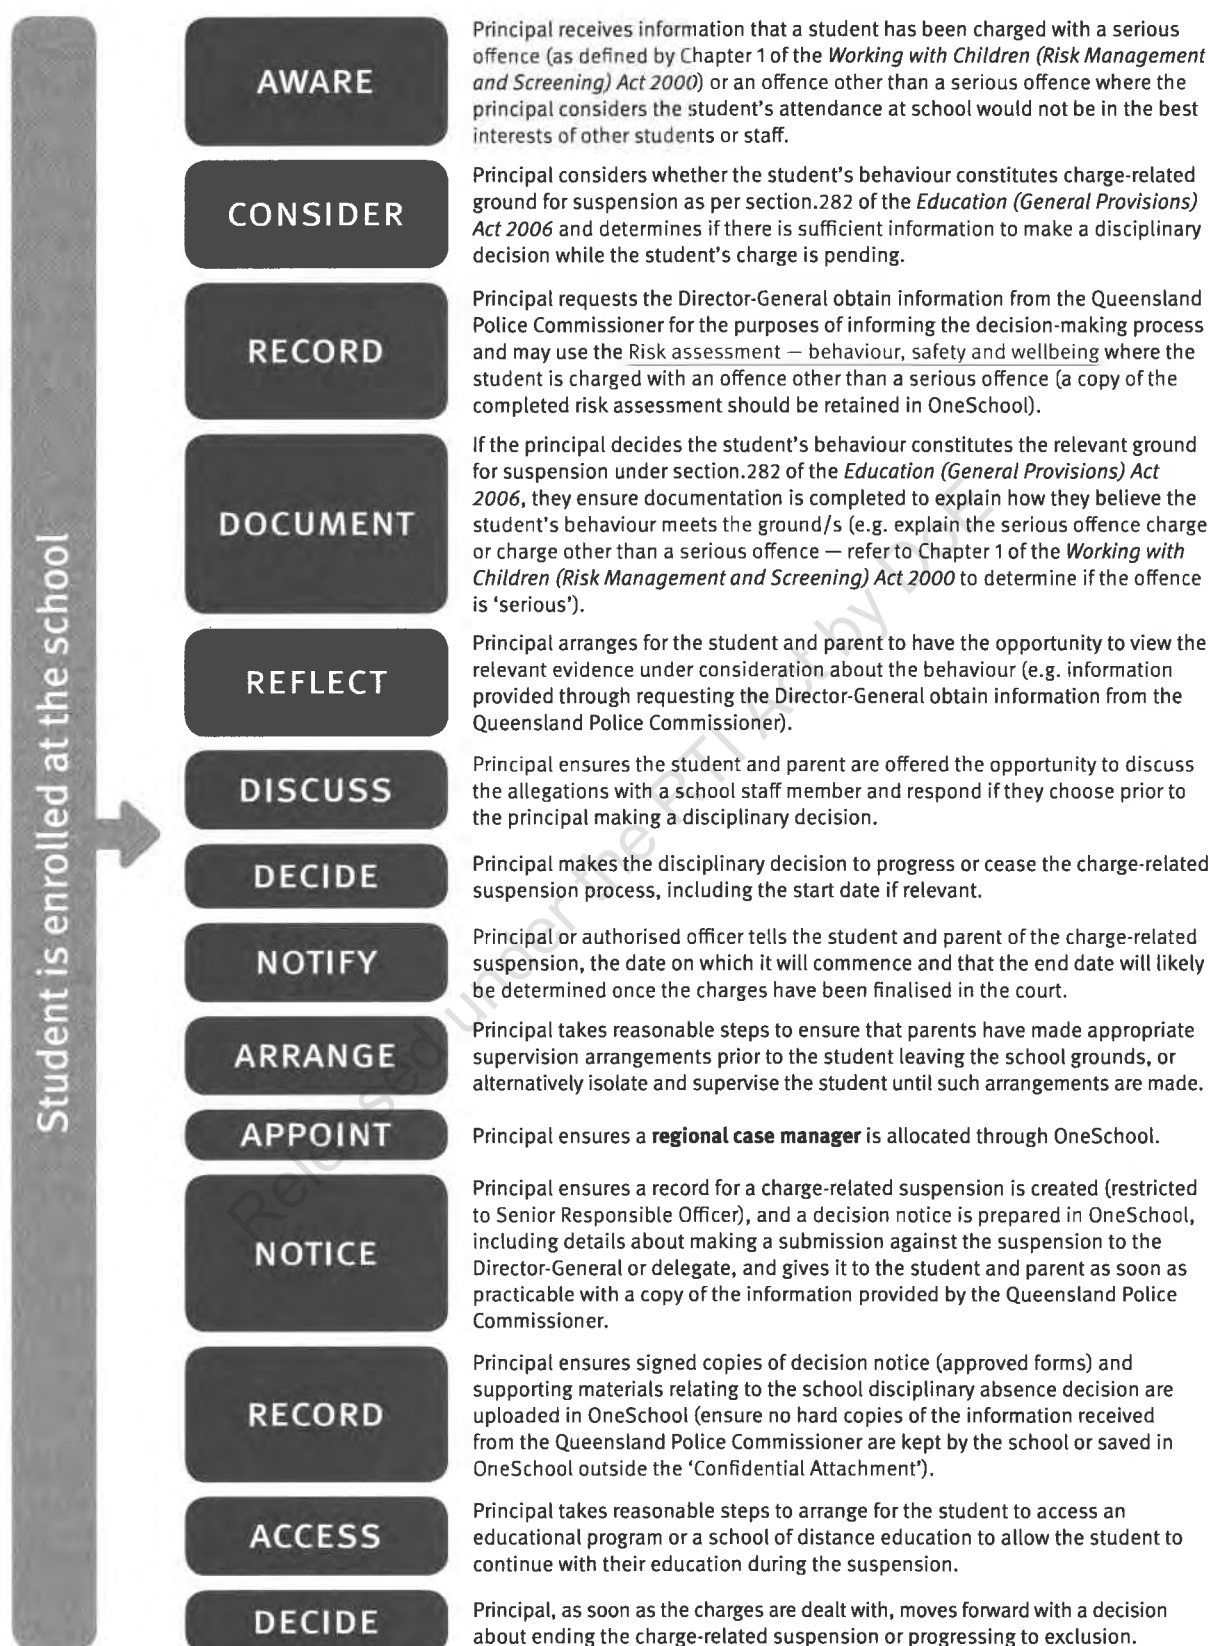 Student is enrolled at the school
AWARE
Principal receives information that a student has been charged with a serious
offence (as defined by Chapter 1 of the Working with Children (Risk Management
and Screening) Act 2000) or an offence other than a serious offence where the
principal considers the student's attendance at school would not be in the best
interests of other students or staff.
CONSIDER
Principal considers whether the student's behaviour constitutes charge-related
ground for suspension as per section.282 of the Education (General Provisions)
Act 2006 and determines if there is sufficient information to make a disciplinary
decision while the student's charge is pending.
RECORD
Principal requests the Director-General obtain information from the Queensland
Police Commissioner for the purposes of informing the decision-making process
and may use the Risk assessment — behaviour, safety and wellbeing where the
student is charged with an offence other than a serious offence (a copy of the
completed risk assessment should be retained in OneSchool).
DOCUMENT
If the principal decides the student's behaviour constitutes the relevant ground
for suspension under section.282 of the Education (General Provisions) Act
2006, they ensure documentation is completed to explain how they believe the
student's behaviour meets the ground/s (e.g. explain the serious offence charge
or charge other than a serious offence — refer to Chapter 1 of the Working with
Children (Risk Management and Screening) Act 2000 to determine if the offence
is 'serious').
REFLECT
Principal arranges for the student and parent to have the opportunity to view the
relevant evidence under consideration about the behaviour (e.g. information
provided through requesting the Director-General obtain information from the
Queensland Police Commissioner).
DISCUSS
Principal ensures the student and parent are offered the opportunity to discuss
the allegations with a school staff member and respond if they choose prior to
the principal making a disciplinary decision.
DECIDE
Principal makes the disciplinary decision to progress or cease the charge-related
suspension process, including the start date if relevant.
NOTIFY
Principal or authorised officer tells the student and parent of the charge-related
suspension, the date on which it will commence and that the end date will likely
be determined once the charges have been finalised in the court.
ARRANGE
Principal takes reasonable steps to ensure that parents have made appropriate
supervision arrangements prior to the student leaving the school grounds, or
alternatively isolate and supervise the student until such arrangements are made.
APPOINT
Principal ensures a regional case manager is allocated through OneSchool.
NOTICE
Principal ensures a record for a charge-related suspension is created (restricted
to Senior Responsible Officer), and a decision notice is prepared in OneSchool,
including details about making a submission against the suspension to the
Director-General or delegate, and gives it to the student and parent as soon as
practicable with a copy of the information provided by the Queensland Police
Commissioner.
RECORD
Principal ensures signed copies of decision notice (approved forms) and
supporting materials relating to the school disciplinary absence decision are
uploaded in OneSchool (ensure no hard copies of the information received
from the Queensland Police Commissioner are kept by the school or saved in
OneSchool outside the 'Confidential Attachment').
ACCESS
Principal takes reasonable steps to arrange for the student to access an
educational program or a school of distance education to allow the student to
continue with their education during the suspension.
DECIDE
Principal, as soon as the charges are dealt with, moves forward with a decision
about ending the charge-related suspension or progressing to exclusion.
Released under the RTI Act by DoE